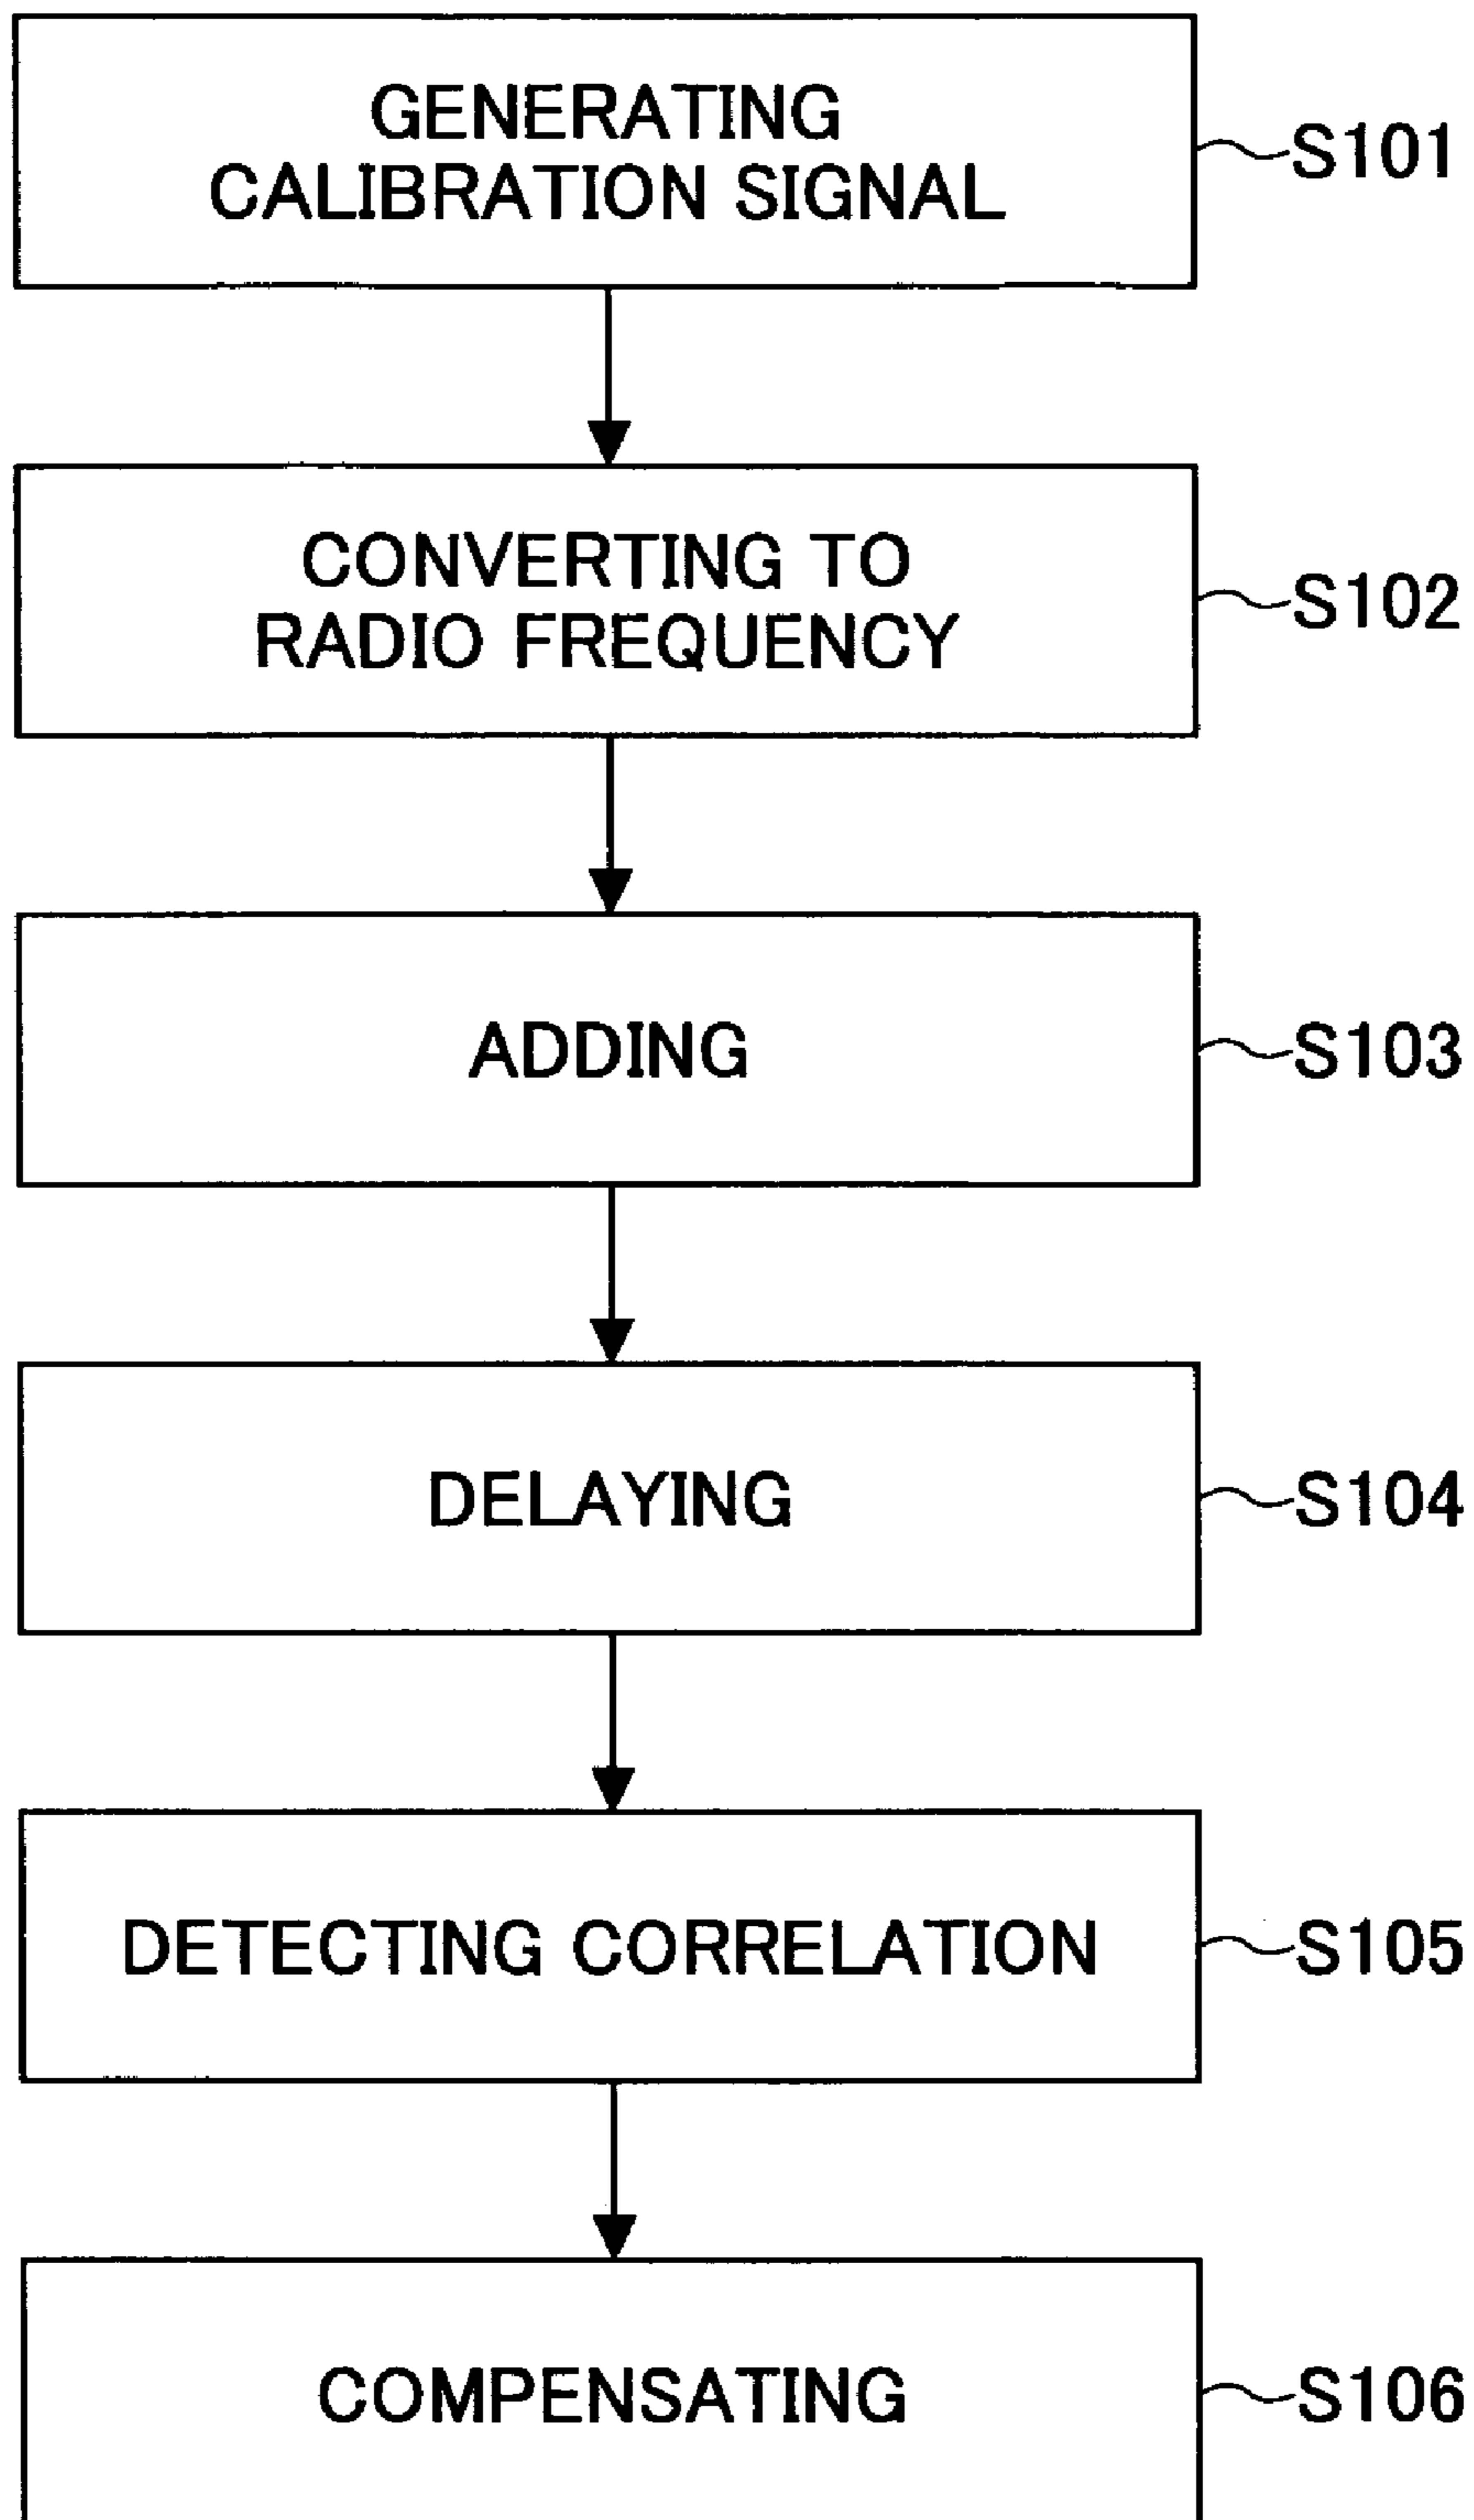 GENERATING
CALIBRATION SIGNAL
S101
CONVERTING TO
RADIO FREQUENCY
S102
ADDING
S103
DELAYING
S104
DETECTING CORRELATION
S105
COMPENSATING
S106